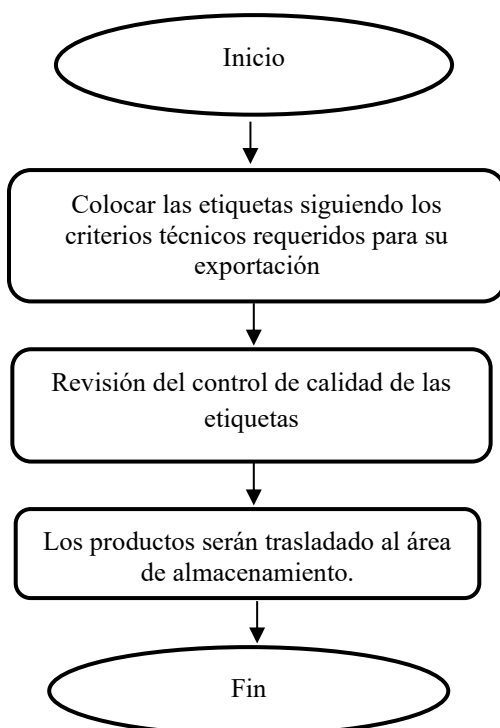 Inicio
Colocar las etiquetas siguiendo los
criterios técnicos requeridos para su
exportación
Revisión del control de calidad de las
etiquetas
Los productos serán trasladado al área
de almacenamiento.
Fin